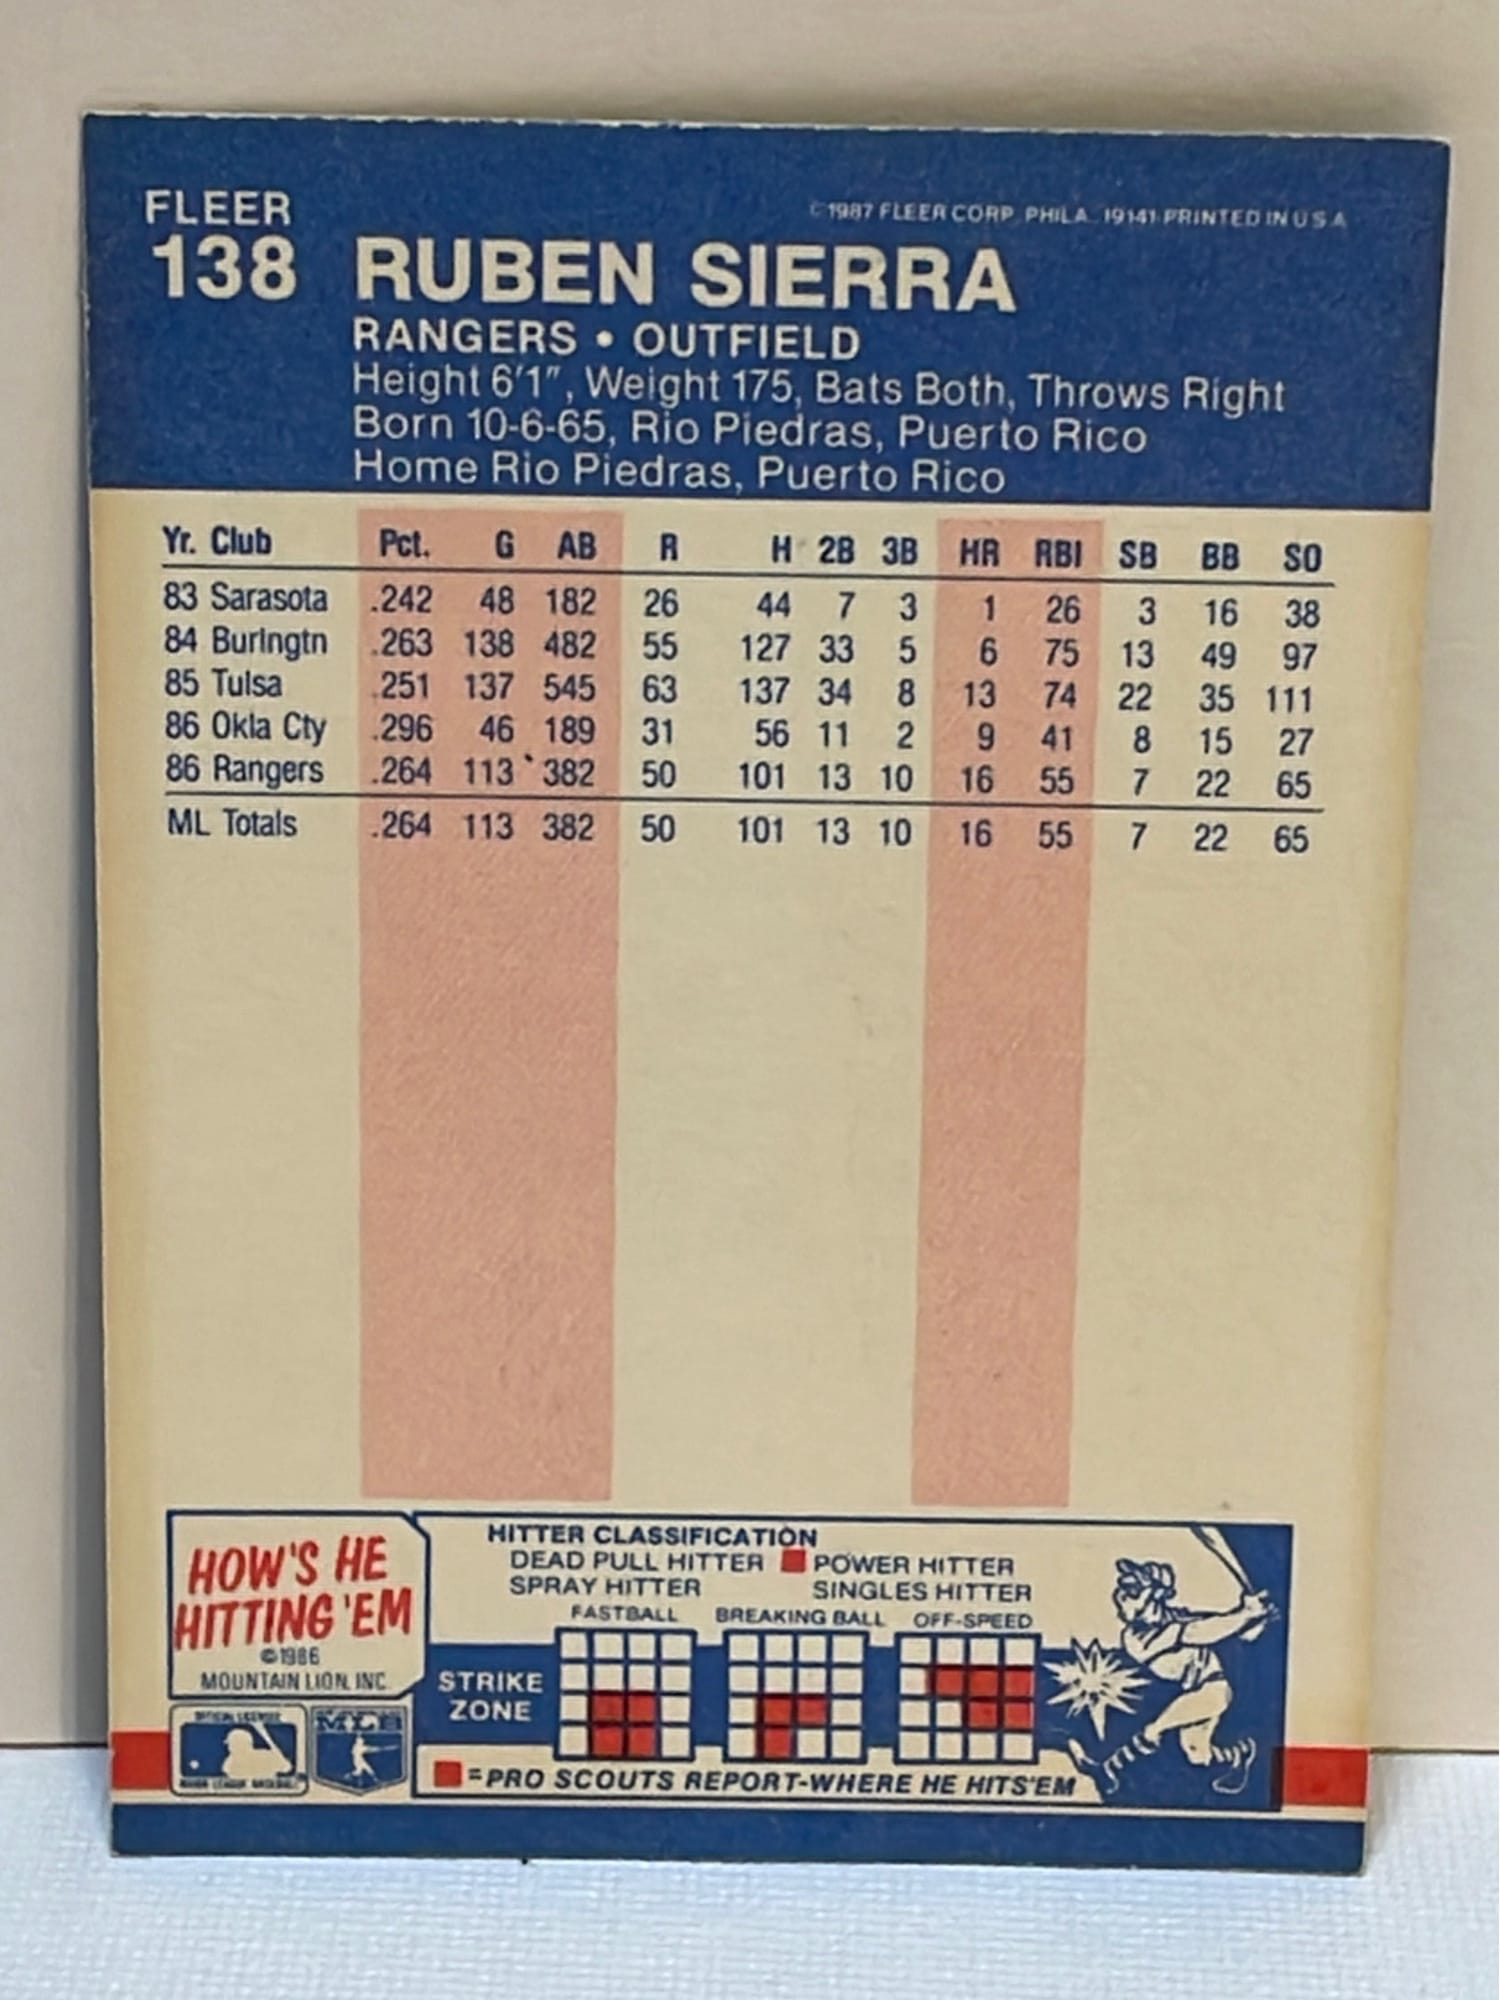 FLEER
© 1987 FLEER CORP. PHILA. 19141 PRINTED IN U S A
138 RUBEN SIERRA
RANGERS • OUTFIELD
Height 6'1", Weight 175, Bats Both, Throws Right
Born 10-6-65, Rio Piedras, Puerto Rico
Home Rio Piedras, Puerto Rico
Yr. Club Pct. G AB R H 2B 3B HR RBI SB BB SO
83 Sarasota .242 48 182 26 44 7 3 1 26 3 16 38
84 Burlngtn .263 138 482 55 127 33 5 6 75 13 49 97
85 Tulsa .251 137 545 63 137 34 8 13 74 22 35 111
86 Okla Cty .296 46 189 31 56 11 2 9 41 8 15 27
86 Rangers .264 113 382 50 101 13 10 16 55 7 22 65
ML Totals .264 113 382 50 101 13 10 16 55 7 22 65
HOW'S HE
HITTING 'EM
©1986
MOUNTAIN LION, INC.
HITTER CLASSIFICATION
DEAD PULL HITTER POWER HITTER
SPRAY HITTER SINGLES HITTER
FASTBALL BREAKING BALL OFF-SPEED
STRIKE
ZONE
=PRO SCOUTS REPORT-WHERE HE HITS'EM
MAJOR LEAGUE BASEBALL